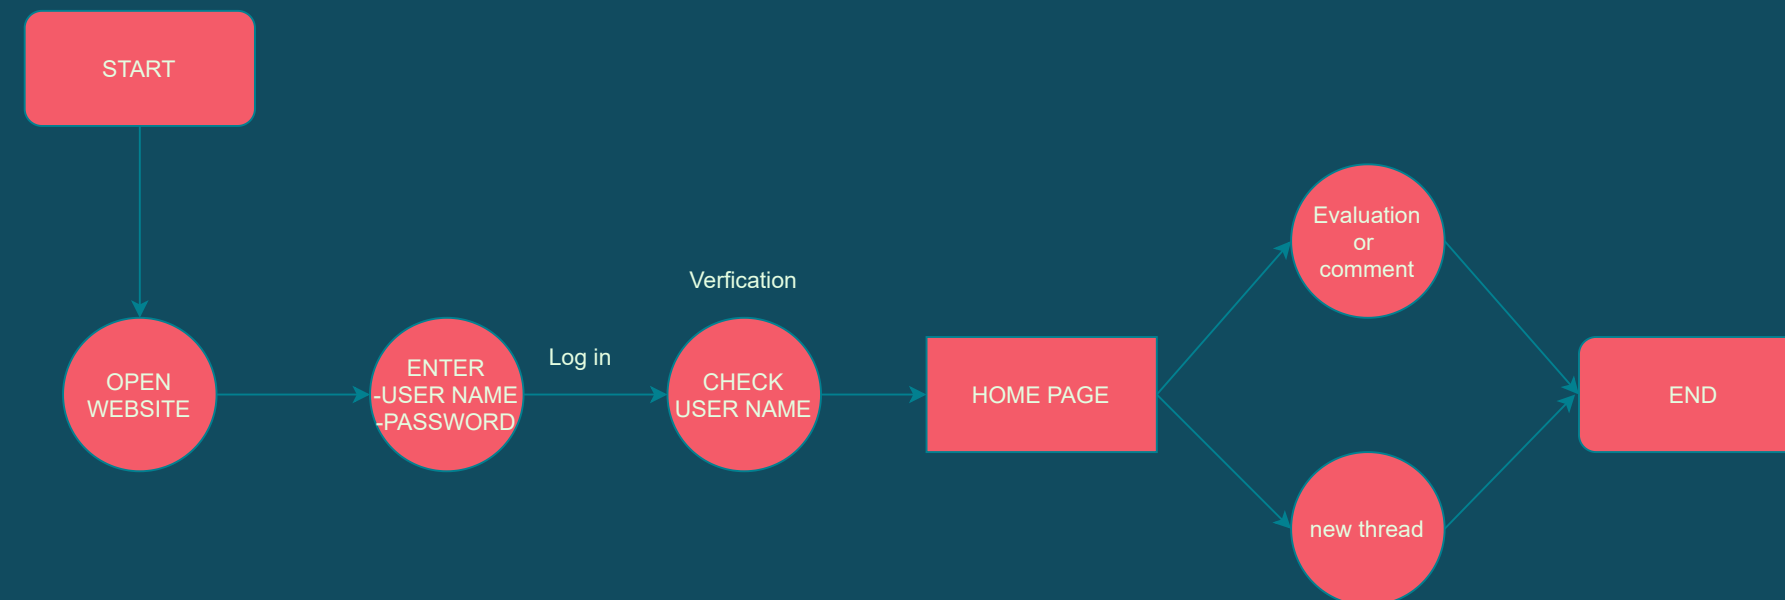 START
OPEN
WEBSITE
ENTER
-USER NAME
-PASSWORD
Log in
Verfication
CHECK
USER NAME
HOME PAGE
Evaluation
or
comment
new thread
END